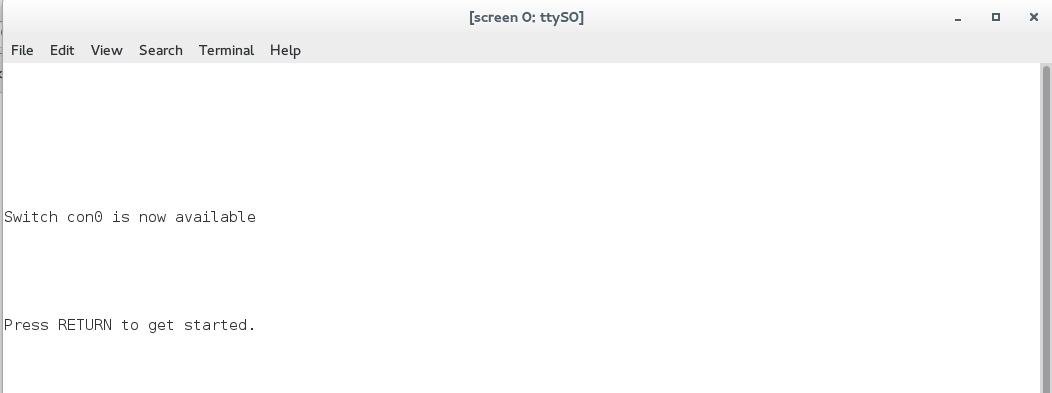 [screen 0: ttyS0]
File Edit View Search Terminal Help
Switch con0 is now available
Press RETURN to get started.